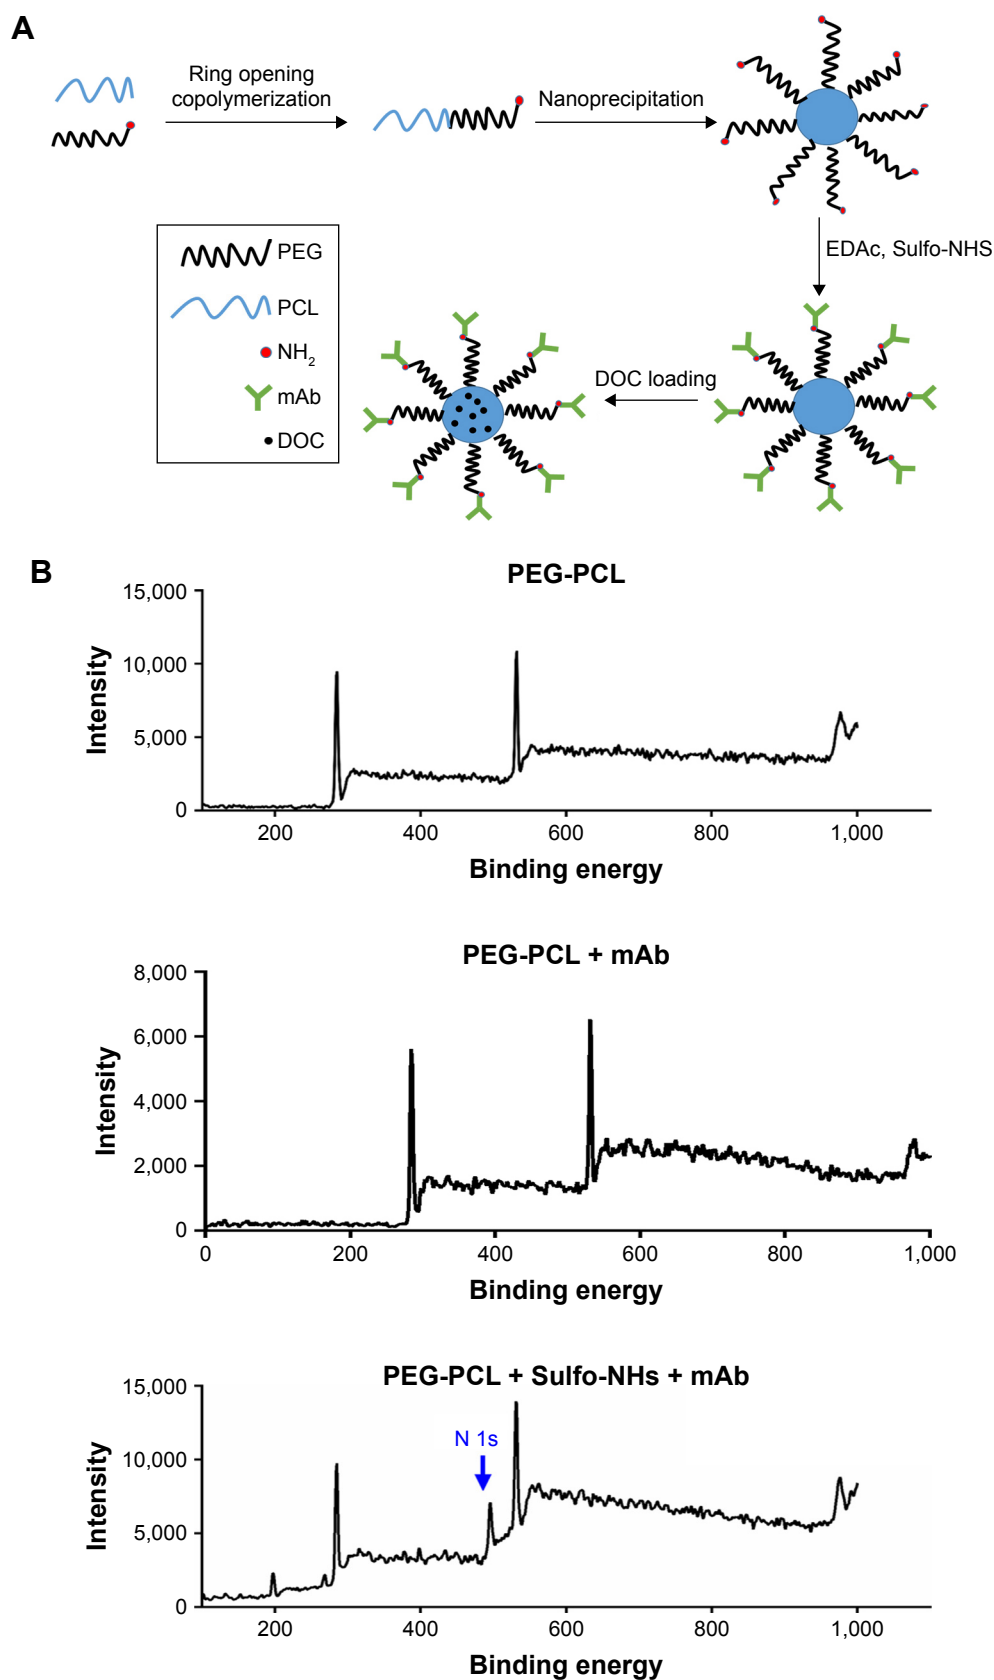 A
Ring opening
copolymerization
Nanoprecipitation
EDAc, Sulfo-NHS
PEG
PCL
NH₂
mAb
DOC
DOC loading
B
PEG-PCL
15,000
10,000
5,000
0
Intensity
200 400 600 800 1,000
Binding energy
PEG-PCL + mAb
8,000
6,000
4,000
2,000
0
Intensity
0 200 400 600 800 1,000
Binding energy
PEG-PCL + Sulfo-NHs + mAb
15,000
10,000
5,000
0
Intensity
N 1s
200 400 600 800 1,000
Binding energy